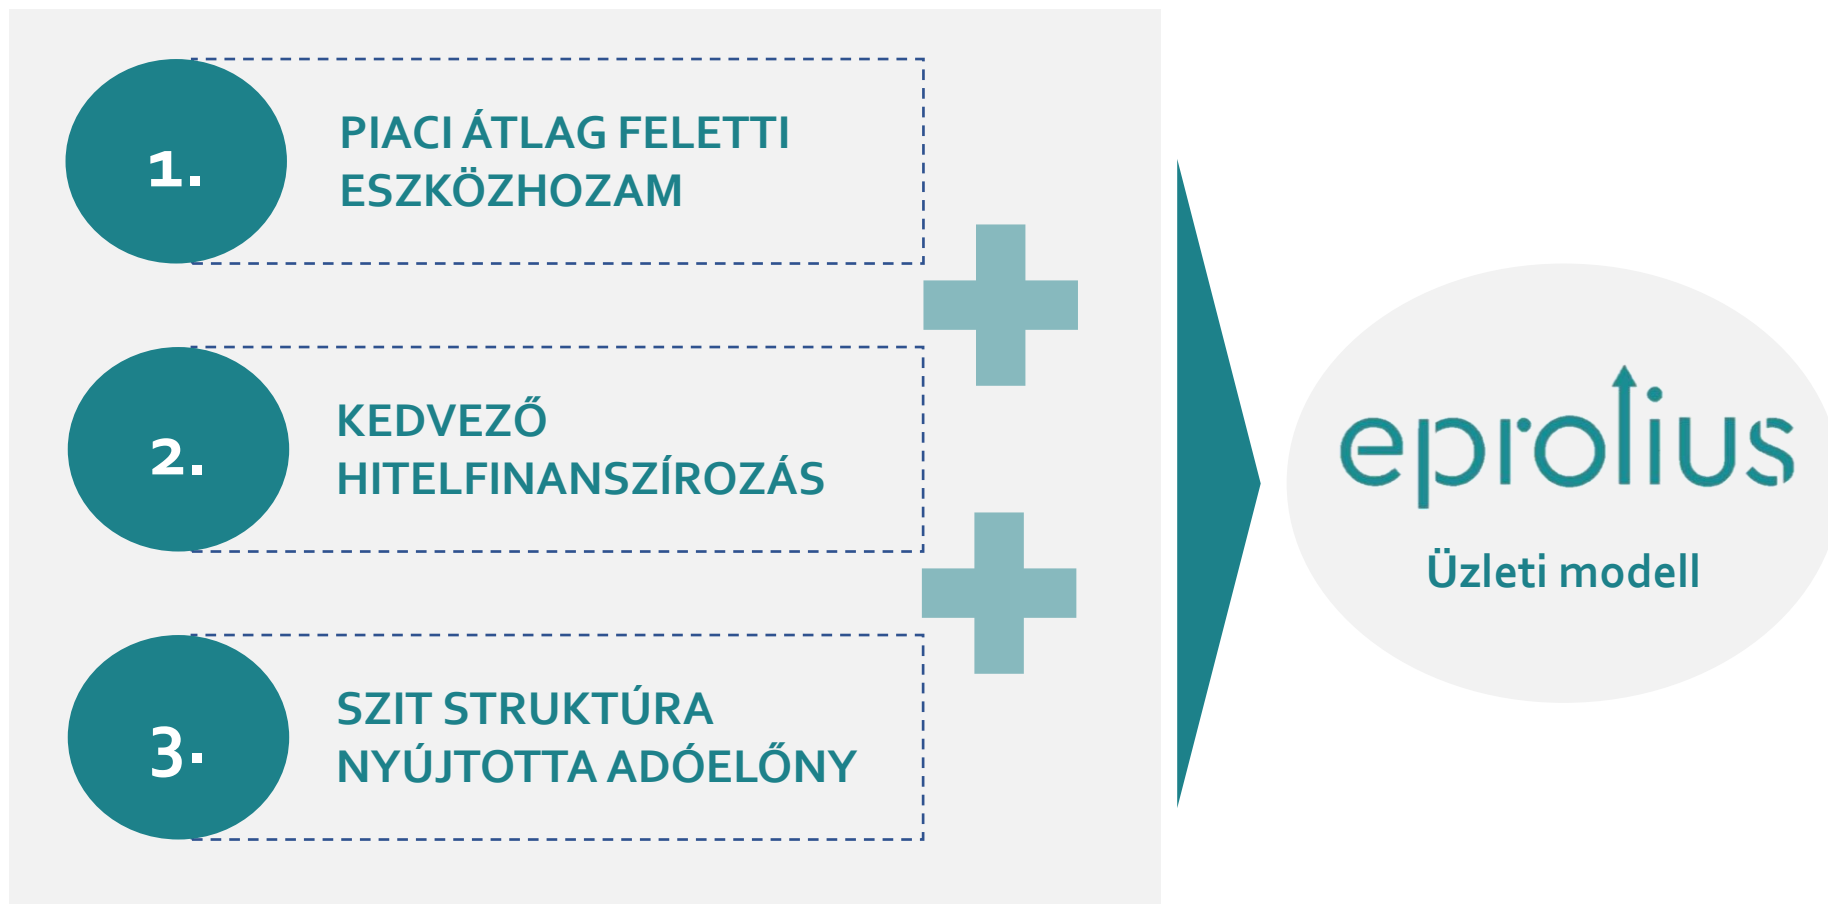 1.
PIACI ÁTLAG FELETTI
ESZKÖZHOZAM
2.
KEDVEZŐ
HITELFINANSZÍROZÁS
3.
SZIT STRUKTÚRA
NYÚJTOTTA ADÓELŐNY
eprolius
Üzleti modell